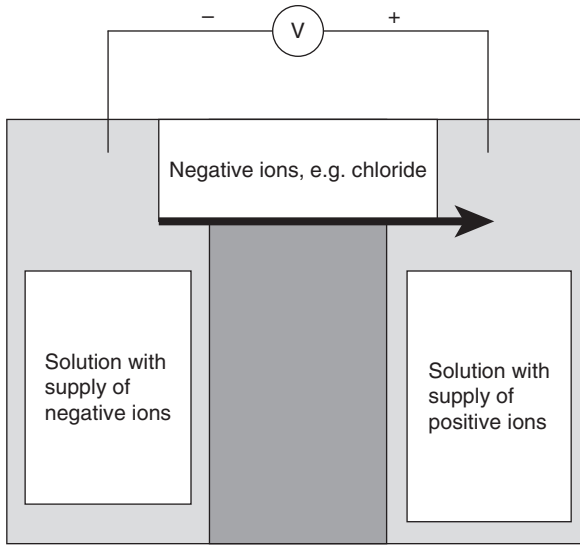 − V +
Negative ions, e.g. chloride
Solution with
supply of
negative ions
Solution with
supply of
positive ions